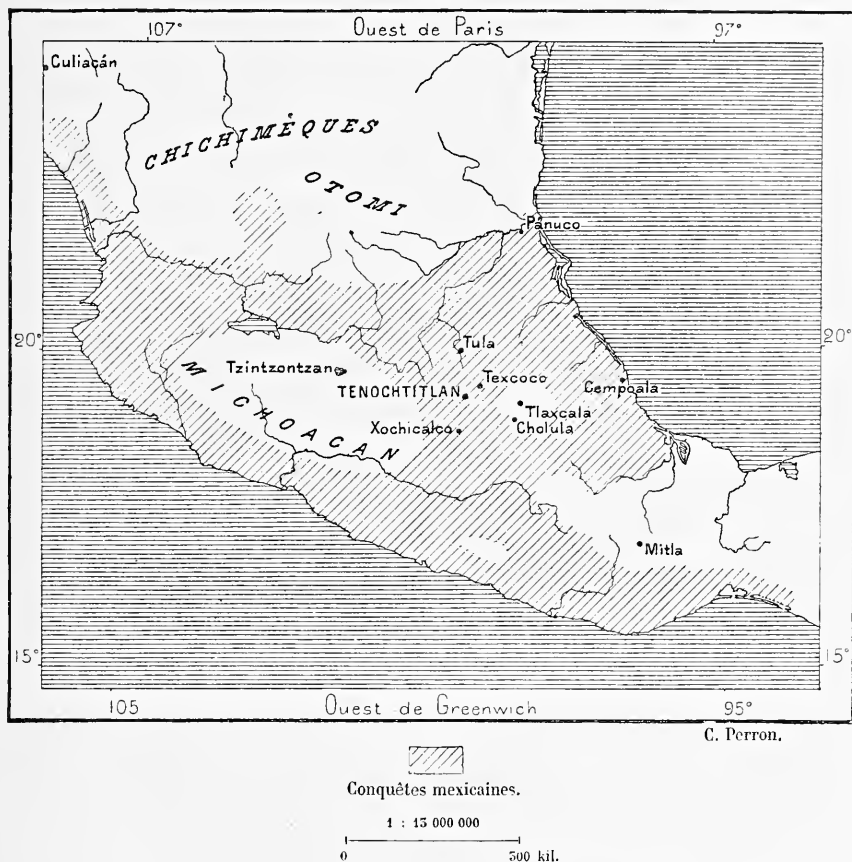 107° Ouest de Paris 97°
Culiacán
CHICHIMÈQUES
OTOMI
Pánuco
20° 20°
Tula
Tzintzontzan
Texcoco
Cempoala
TENOCHTITLAN
Tlaxcala
Xochicalco
Cholula
MICHOACAN
Mitla
15° 15°
105 Ouest de Greenwich 95°
C. Perron.
Conquêtes mexicaines.
1 : 13 000 000
0 300 kil.